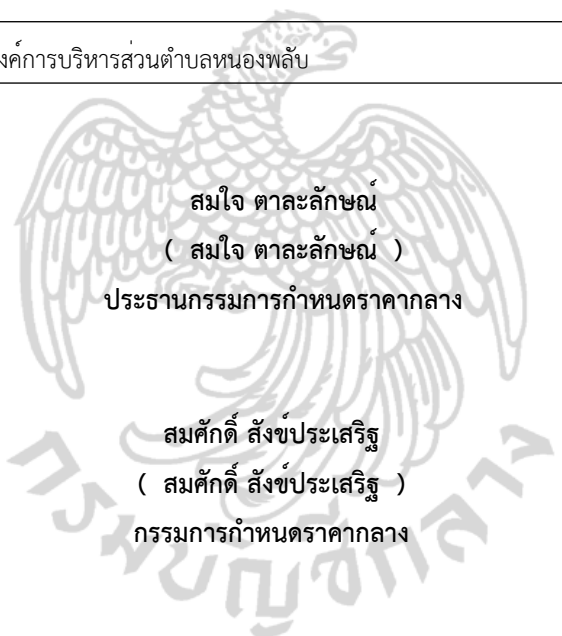 งค์การบริหารส่วนตำบลหนองพลับ
สมใจ ตาละลักษณ์
( สมใจ ตาละลักษณ์ )
ประธานกรรมการกำหนดราคากลาง
สมศักดิ์ สังข์ประเสริฐ
( สมศักดิ์ สังข์ประเสริฐ )
กรรมการกำหนดราคากลาง
กรมบัญชีกลาง